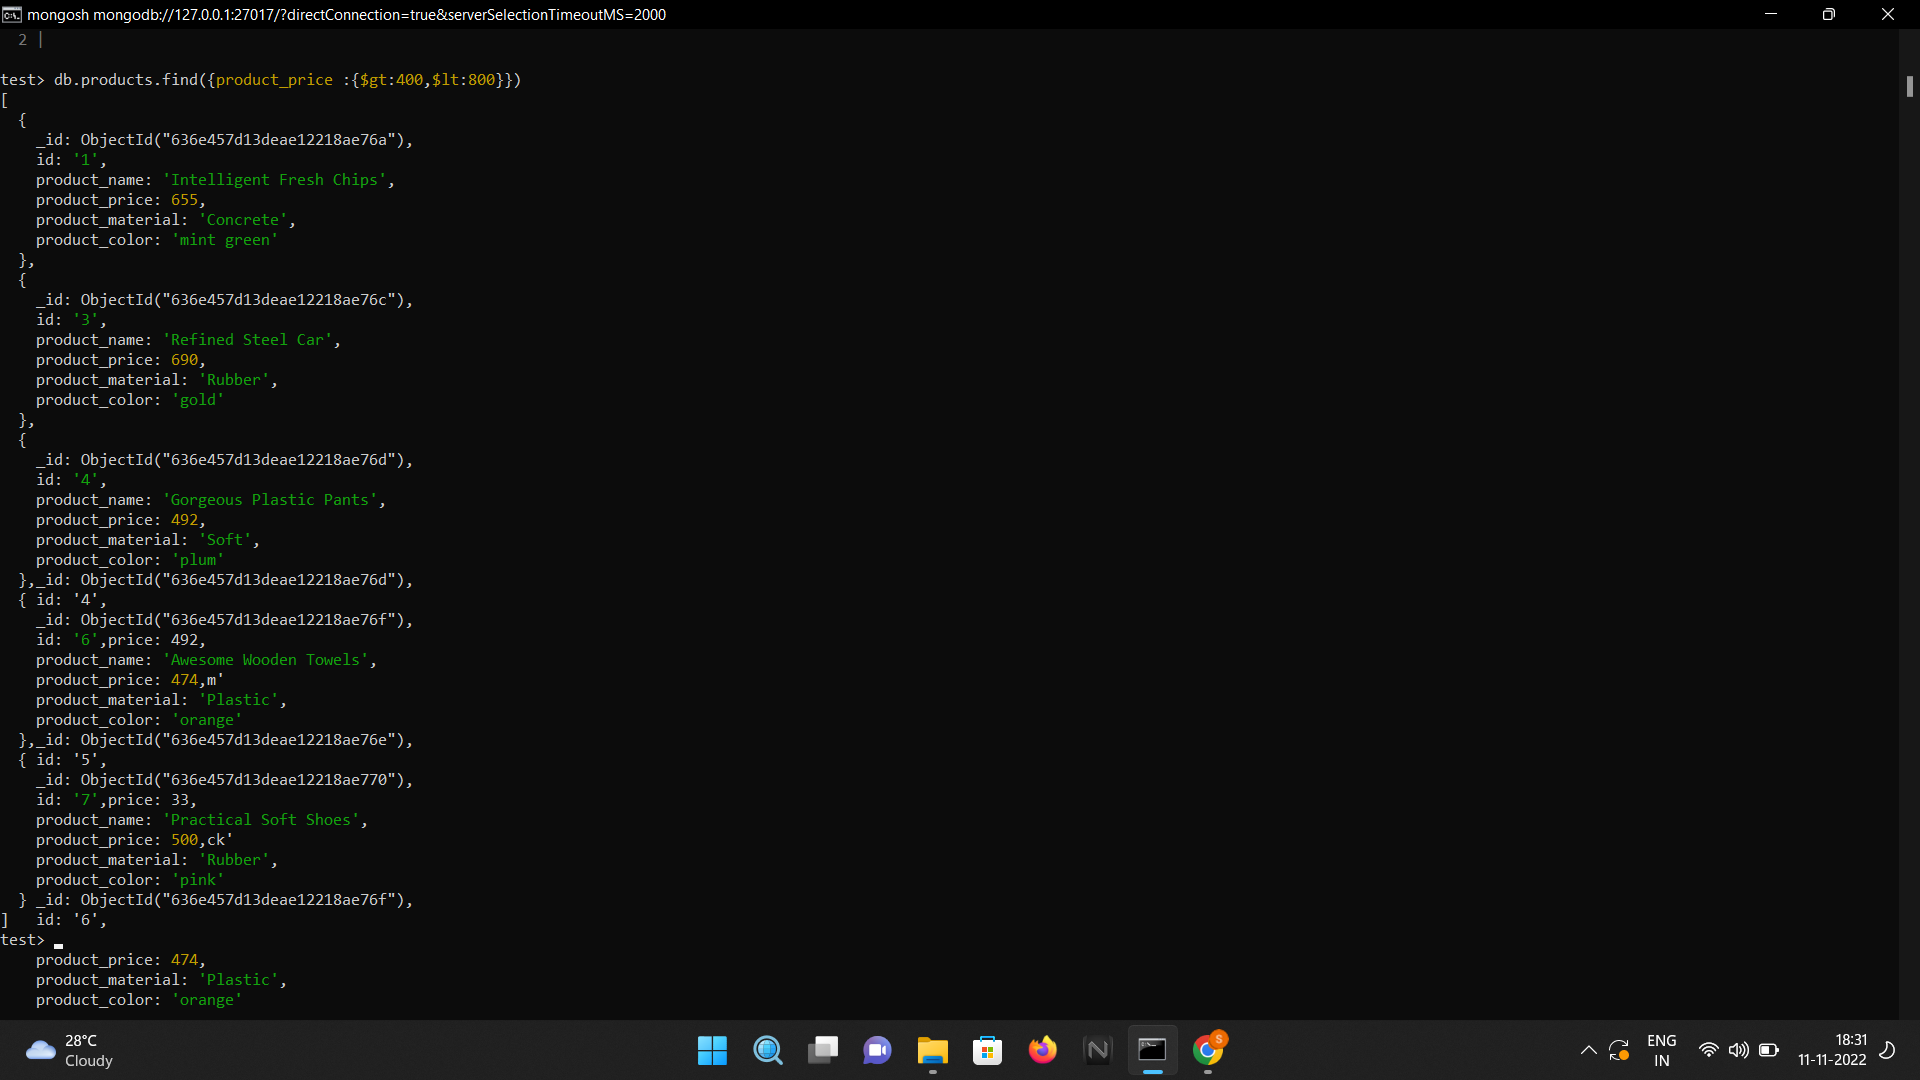 mongosh mongodb://127.0.0.1:27017/?directConnection=true&serverSelectionTimeoutMS=2000
2 |
test> db.products.find({product_price :{$gt:400,$lt:800}})
[
  {
    _id: ObjectId("636e457d13deae12218ae76a"),
    id: '1',
    product_name: 'Intelligent Fresh Chips',
    product_price: 655,
    product_material: 'Concrete',
    product_color: 'mint green'
  },
  {
    _id: ObjectId("636e457d13deae12218ae76c"),
    id: '3',
    product_name: 'Refined Steel Car',
    product_price: 690,
    product_material: 'Rubber',
    product_color: 'gold'
  },
  {
    _id: ObjectId("636e457d13deae12218ae76d"),
    id: '4',
    product_name: 'Gorgeous Plastic Pants',
    product_price: 492,
    product_material: 'Soft',
    product_color: 'plum'
  },_id: ObjectId("636e457d13deae12218ae76d"),
  { id: '4',
    _id: ObjectId("636e457d13deae12218ae76f"),
    id: '6',price: 492,
    product_name: 'Awesome Wooden Towels',
    product_price: 474,m'
    product_material: 'Plastic',
    product_color: 'orange'
  },_id: ObjectId("636e457d13deae12218ae76e"),
  { id: '5',
    _id: ObjectId("636e457d13deae12218ae770"),
    id: '7',price: 33,
    product_name: 'Practical Soft Shoes',
    product_price: 500,ck'
    product_material: 'Rubber',
    product_color: 'pink'
  } _id: ObjectId("636e457d13deae12218ae76f"),
]   id: '6',
test>
    product_price: 474,
    product_material: 'Plastic',
    product_color: 'orange'
28°C
Cloudy
S
ENG
IN
18:31
11-11-2022